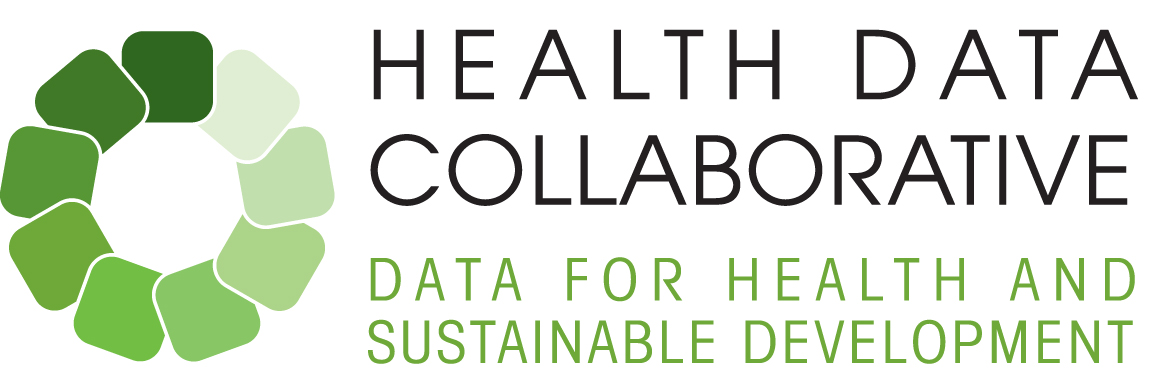 HEALTH DATA
COLLABORATIVE
DATA FOR HEALTH AND
SUSTAINABLE DEVELOPMENT